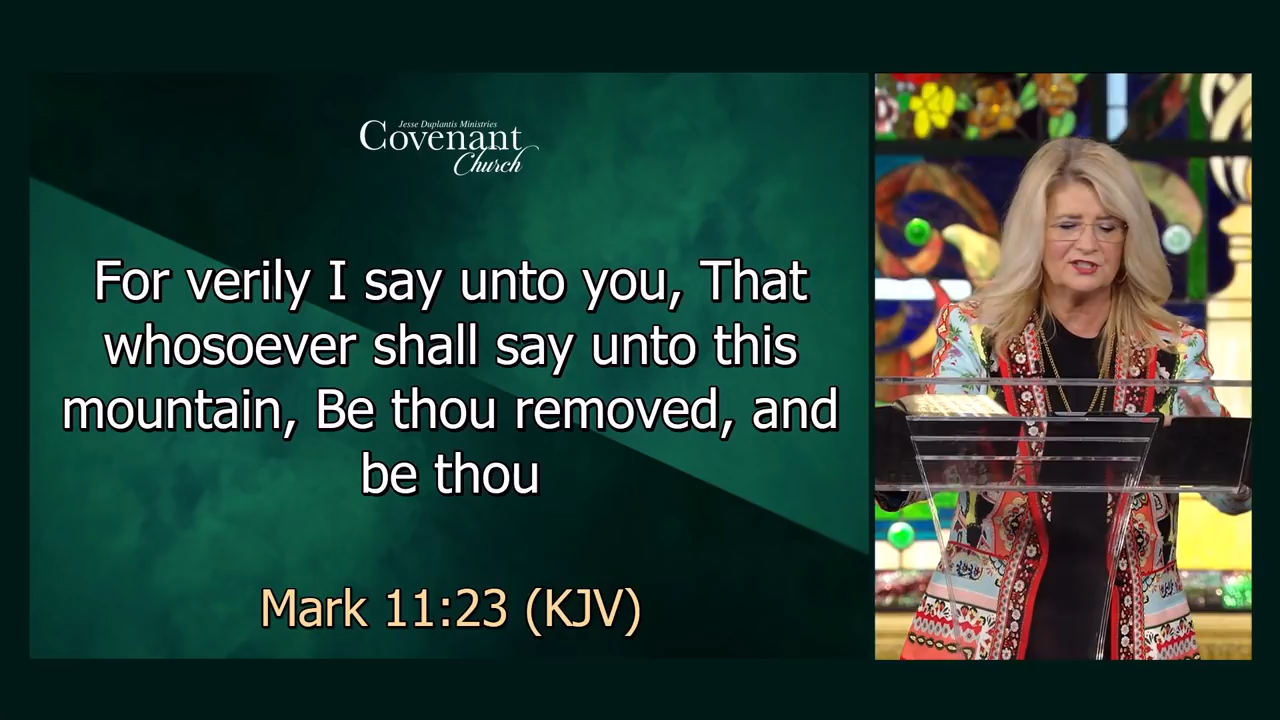 Jesse Duplantis Ministries
Covenant
Church
For verily I say unto you, That
whosoever shall say unto this
mountain, Be thou removed, and
be thou
Mark 11:23 (KJV)